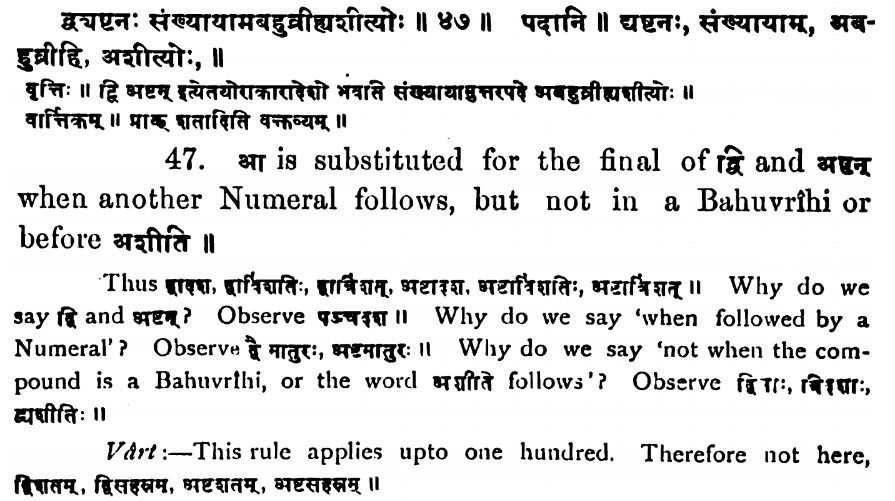 द्व्यष्टनः संख्यायामबहुव्रीह्यशीत्योः ॥ ४७ ॥ पदानि ॥ द्व्यष्टनः, संख्यायाम्, अब-
हुव्रीहि, अशीत्योः, ॥
वृत्तिः ॥ द्वि अष्टन् इत्येतयोराकारादेशो भवति संख्यायामुत्तरपदे अबहुव्रीह्यशीत्योः ॥
वार्त्तिकम् ॥ प्राक् शतादिति वक्तव्यम् ॥
47. आ is substituted for the final of द्वि and अष्टन्
when another Numeral follows, but not in a Bahuvrîhi or
before अशीति ॥
Thus द्वादश, द्वाविंशतिः, द्वात्रिंशत्, अष्टादश, अष्टाविंशतिः, अष्टात्रिंशत् ॥ Why do we
say द्वि and अष्टन्? Observe पञ्चदश ॥ Why do we say 'when followed by a
Numeral'? Observe द्वै मातुरः, अष्टमातुरः ॥ Why do we say 'not when the com-
pound is a Bahuvrîhi, or the word अशीति follows'? Observe द्वित्राः, त्रिदशाः,
द्व्यशीतिः ॥
Vârt:—This rule applies upto one hundred. Therefore not here,
द्विशतम्, द्विसहस्रम्, अष्टशतम्, अष्टसहस्रम् ॥